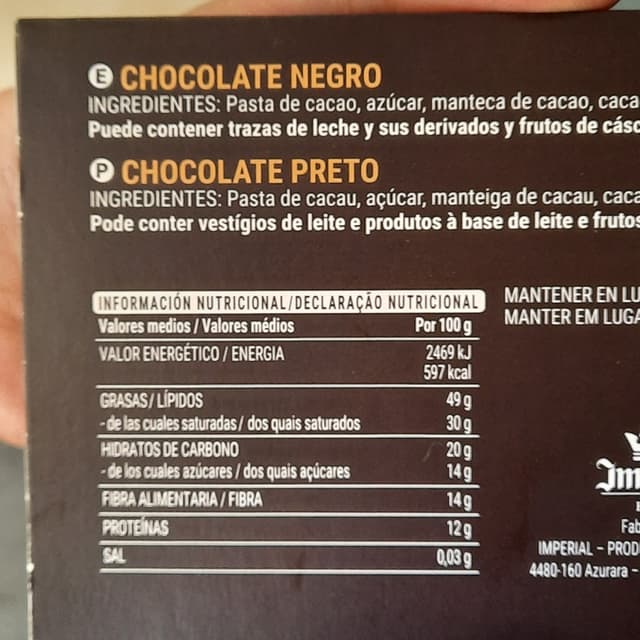 E CHOCOLATE NEGRO
INGREDIENTES: Pasta de cacao, azúcar, manteca de cacao,
Puede contener trazas de leche y sus derivados y frutos de
P CHOCOLATE PRETO
INGREDIENTES: Pasta de cacau, açúcar, manteiga de cacau,
Pode conter vestígios de leite e produtos à base de leite e frutos
INFORMACIÓN NUTRICIONAL/DECLARAÇÃO NUTRICIONAL
Valores medios / Valores médios Por 100 g
VALOR ENERGÉTICO / ENERGIA 2469 kJ
597 kcal
GRASAS / LÍPIDOS 49 g
- de las cuales saturadas / dos quais saturados 30 g
HIDRATOS DE CARBONO 20 g
- de los cuales azúcares / dos quais açúcares 14 g
FIBRA ALIMENTARIA / FIBRA 14 g
PROTEÍNAS 12 g
SAL 0,03 g
MANTENER EN
MANTER EM
IMPERIAL -
4480-160 Azurara -